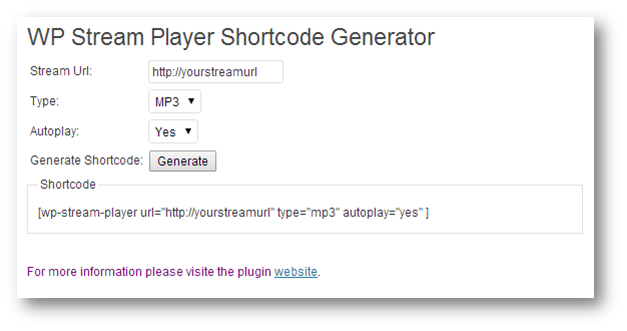 WP Stream Player Shortcode Generator
Stream Url: http://yourstreamurl
Type: MP3
Autoplay: Yes
Generate Shortcode: Generate
Shortcode
[wp-stream-player url="http://yourstreamurl" type="mp3" autoplay="yes" ]
For more information please visite the plugin website.